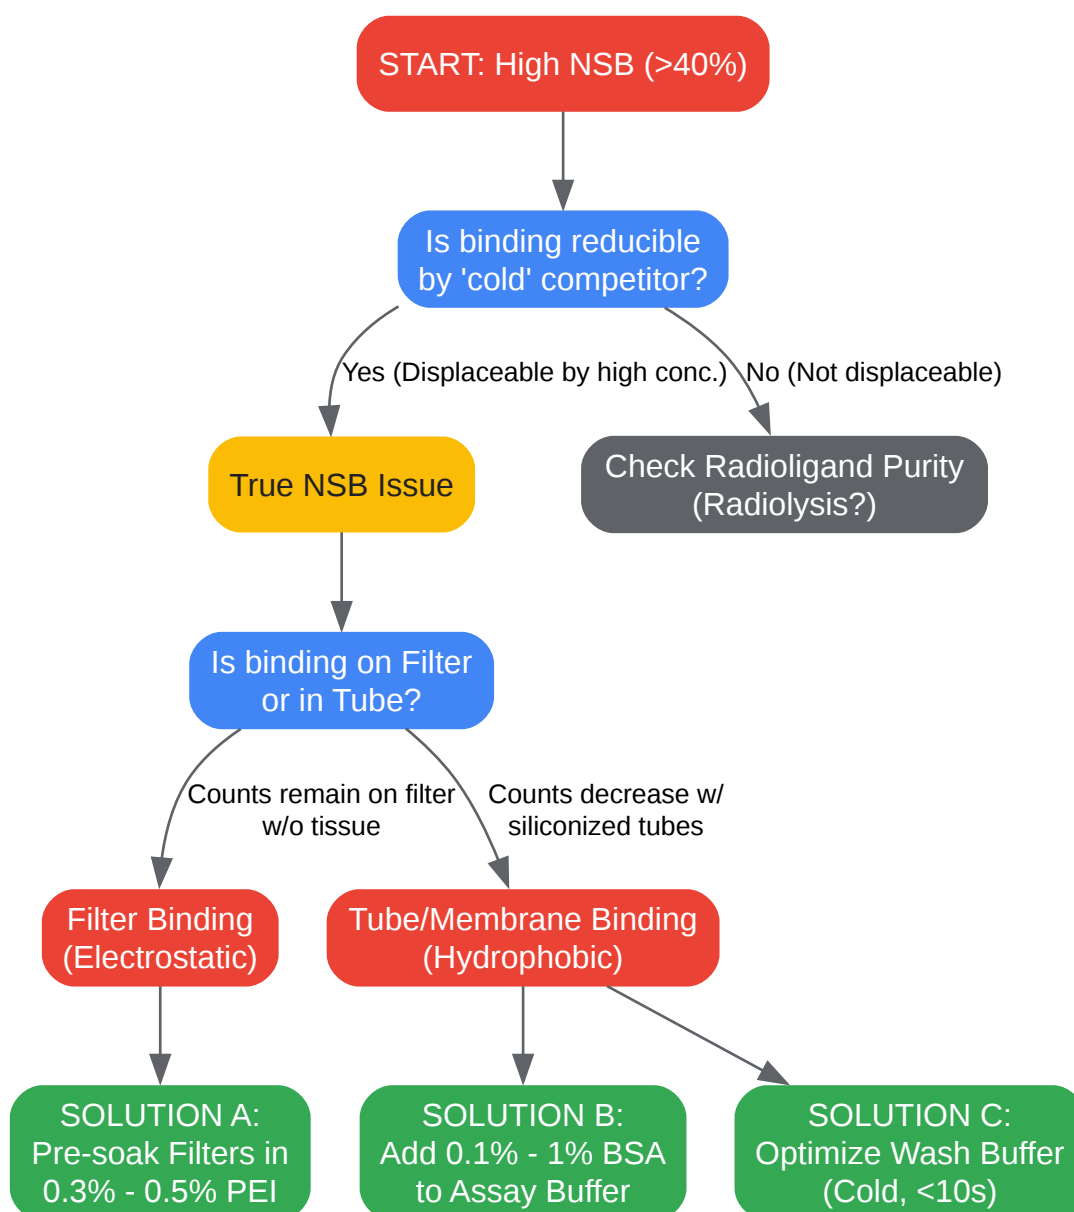 START: High NSB (>40%)
Is binding reducible
by 'cold' competitor?
Yes (Displaceable by high conc.)
No (Not displaceable)
True NSB Issue
Check Radioligand Purity
(Radiolysis?)
Is binding on Filter
or in Tube?
Counts remain on filter
w/o tissue
Counts decrease w/
siliconized tubes
Filter Binding
(Electrostatic)
Tube/Membrane Binding
(Hydrophobic)
SOLUTION A:
Pre-soak Filters in
0.3% - 0.5% PEI
SOLUTION B:
Add 0.1% - 1% BSA
to Assay Buffer
SOLUTION C:
Optimize Wash Buffer
(Cold, <10s)